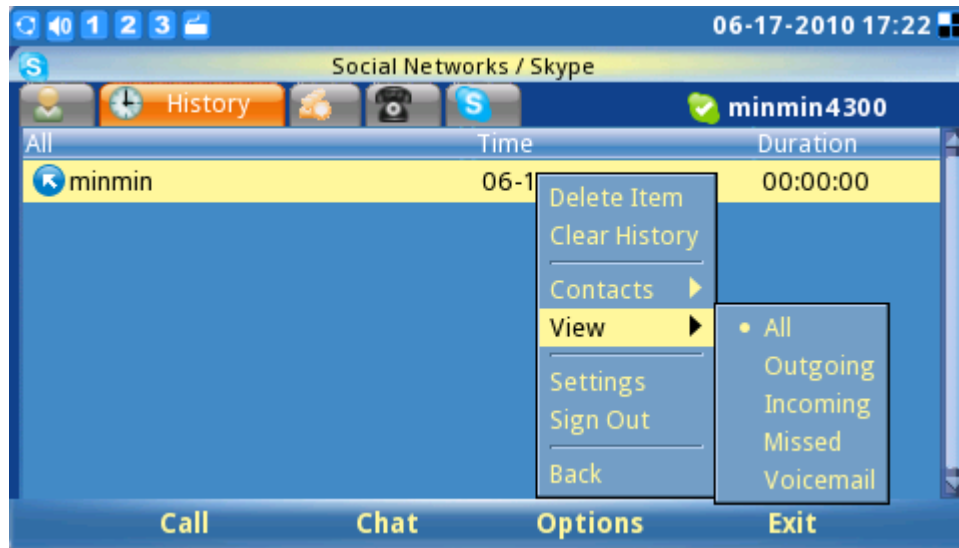 1 2 3 06-17-2010 17:22
Social Networks / Skype
History minmin4300
All Time Duration
minmin 06-1 00:00:00
Delete Item
Clear History
Contacts
View
Settings
Sign Out
Back
All
Outgoing
Incoming
Missed
Voicemail
Call Chat Options Exit